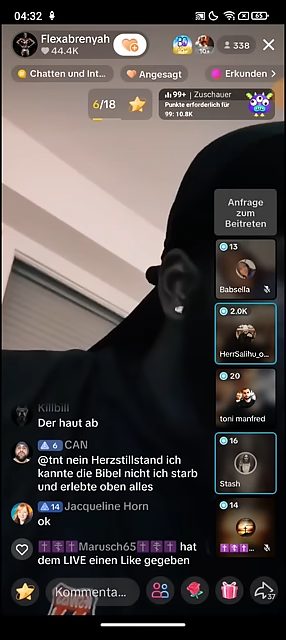 04:32
65
Flexabrenyah
44.4K
338
10+
Chatten und Int...
Angesagt
Erkunden >
6/18
99+ | Zuschauer
Punkte erforderlich für
99: 10.8K
Anfrage
zum
Beitreten
13
Babsella
2.0K
HerrSalihu_o...
20
toni manfred
16
Stash
14
...
Killbill
Der haut ab
6 CAN
@tnt nein Herzstillstand ich
kannte die Bibel nicht ich starb
und erlebte oben alles
14 Jacqueline Horn
ok
✝️✝️✝️Marusch65✝️✝️✝️ hat
dem LIVE einen Like gegeben
Kommenta...
37